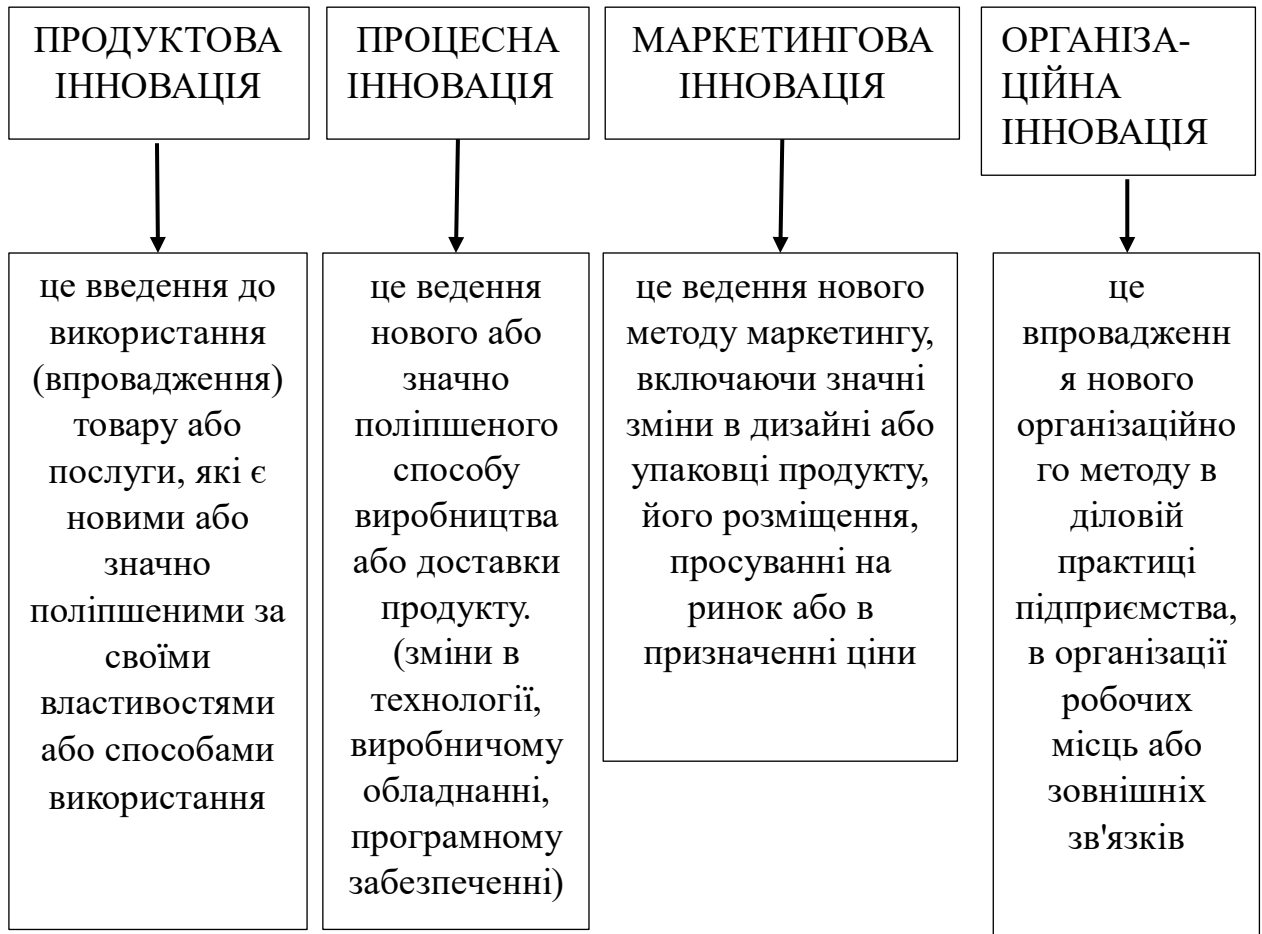 ПРОДУКТОВА
ІННОВАЦІЯ
ПРОЦЕСНА
ІННОВАЦІЯ
МАРКЕТИНГОВА
ІННОВАЦІЯ
ОРГАНІЗА-
ЦІЙНА
ІННОВАЦІЯ
це введення до
використання
(впровадження)
товару або
послуги, які є
новими або
значно
поліпшеними за
своїми
властивостями
або способами
використання
це ведення
нового або
значно
поліпшеного
способу
виробництва
або доставки
продукту.
(зміни в
технології,
виробничому
обладнанні,
програмному
забезпеченні)
це ведення нового
методу маркетингу,
включаючи значні
зміни в дизайні або
упаковці продукту,
його розміщення,
просуванні на
ринок або в
призначенні ціни
це
впровадженн
я нового
організаційно
го методу в
діловій
практиці
підприємства,
в організації
робочих
місць або
зовнішніх
зв'язків